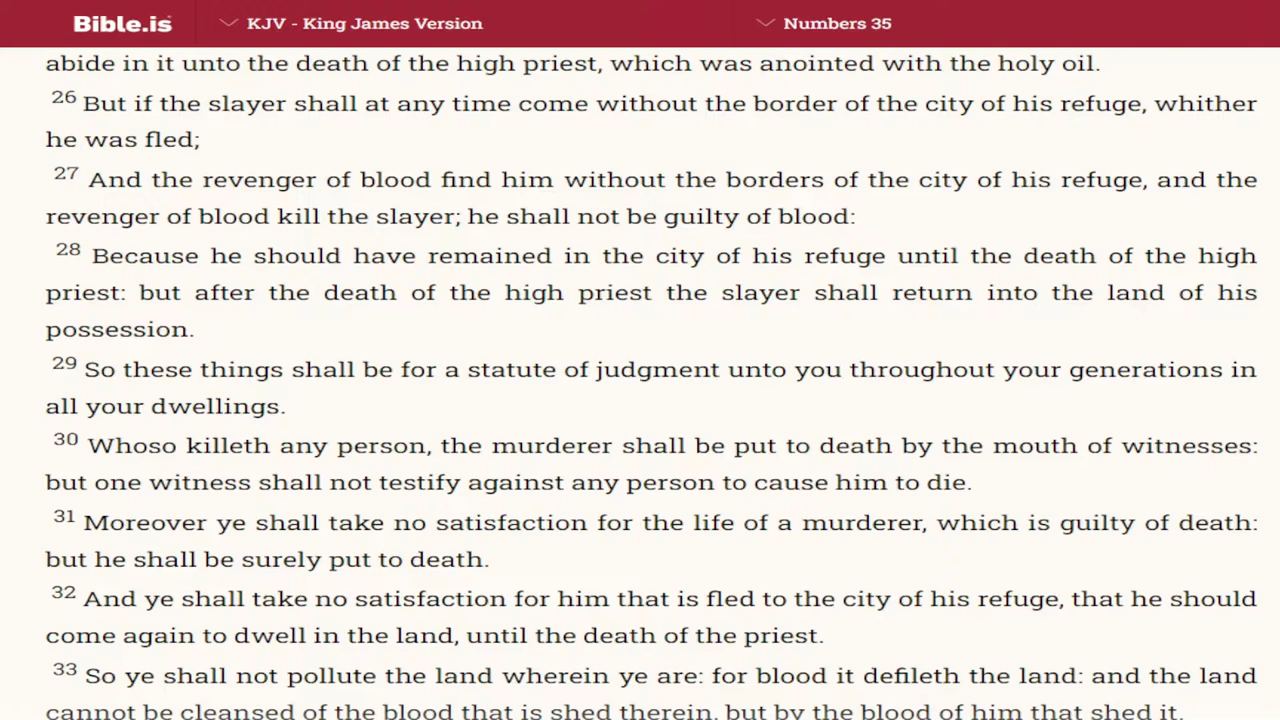 Bible.is KJV - King James Version Numbers 35
abide in it unto the death of the high priest, which was anointed with the holy oil.
26 But if the slayer shall at any time come without the border of the city of his refuge, whither
he was fled;
27 And the revenger of blood find him without the borders of the city of his refuge, and the
revenger of blood kill the slayer; he shall not be guilty of blood:
28 Because he should have remained in the city of his refuge until the death of the high
priest: but after the death of the high priest the slayer shall return into the land of his
possession.
29 So these things shall be for a statute of judgment unto you throughout your generations in
all your dwellings.
30 Whoso killeth any person, the murderer shall be put to death by the mouth of witnesses:
but one witness shall not testify against any person to cause him to die.
31 Moreover ye shall take no satisfaction for the life of a murderer, which is guilty of death:
but he shall be surely put to death.
32 And ye shall take no satisfaction for him that is fled to the city of his refuge, that he should
come again to dwell in the land, until the death of the priest.
33 So ye shall not pollute the land wherein ye are: for blood it defileth the land: and the land
cannot be cleansed of the blood that is shed therein, but by the blood of him that shed it.